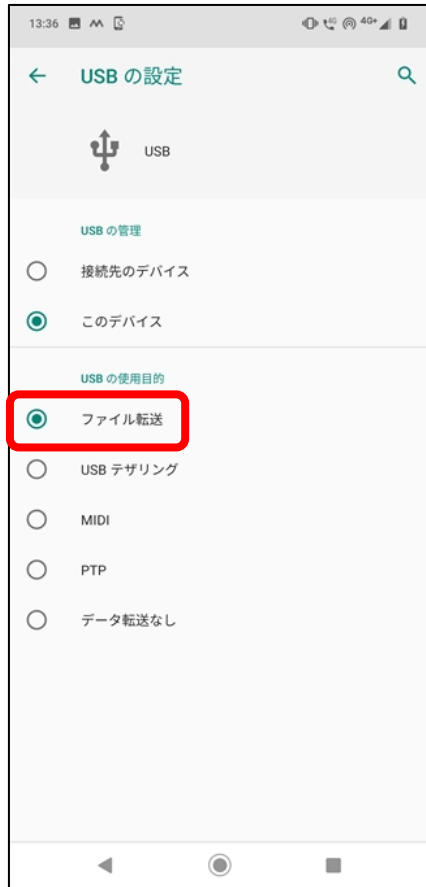 13:36 4G 4G+
USB の設定
USB
USB の管理
接続先のデバイス
このデバイス
USB の使用目的
ファイル転送
USB テザリング
MIDI
PTP
データ転送なし